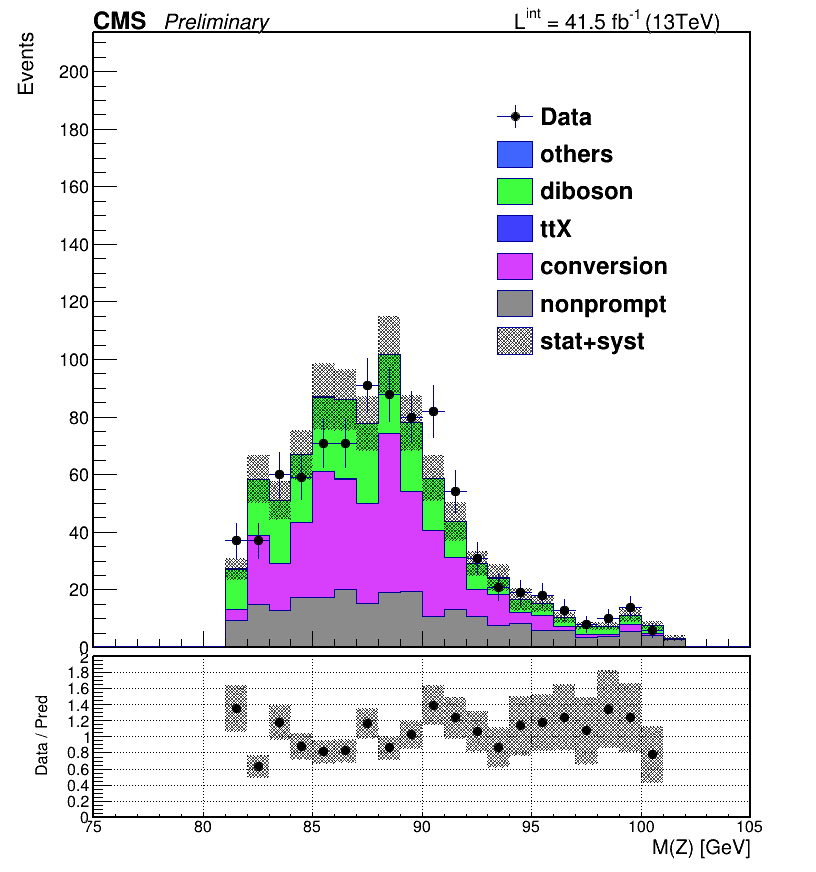 CMS Preliminary L^int = 41.5 fb^-1 (13TeV)
Events
200
180
160
140
120
100
80
60
40
20
0
Data
others
diboson
ttX
conversion
nonprompt
stat+syst
Data / Pred
2
1.8
1.6
1.4
1.2
1
0.8
0.6
0.4
0.2
0
75 80 85 90 95 100 105
M(Z) [GeV]